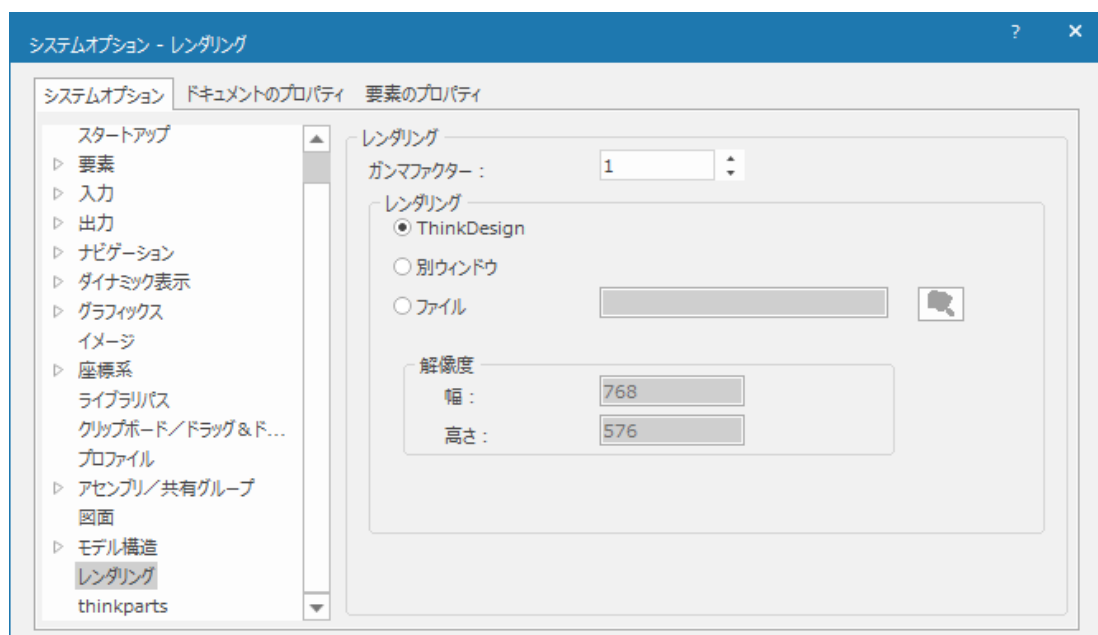 システムオプション - レンダリング
?
×
システムオプション ドキュメントのプロパティ 要素のプロパティ
スタートアップ
要素
入力
出力
ナビゲーション
ダイナミック表示
グラフィックス
イメージ
座標系
ライブラリパス
クリップボード／ドラッグ＆ド...
プロファイル
アセンブリ／共有グループ
図面
モデル構造
レンダリング
thinkparts
レンダリング
ガンマファクター : 1
レンダリング
ThinkDesign
別ウィンドウ
ファイル
解像度
幅 : 768
高さ : 576